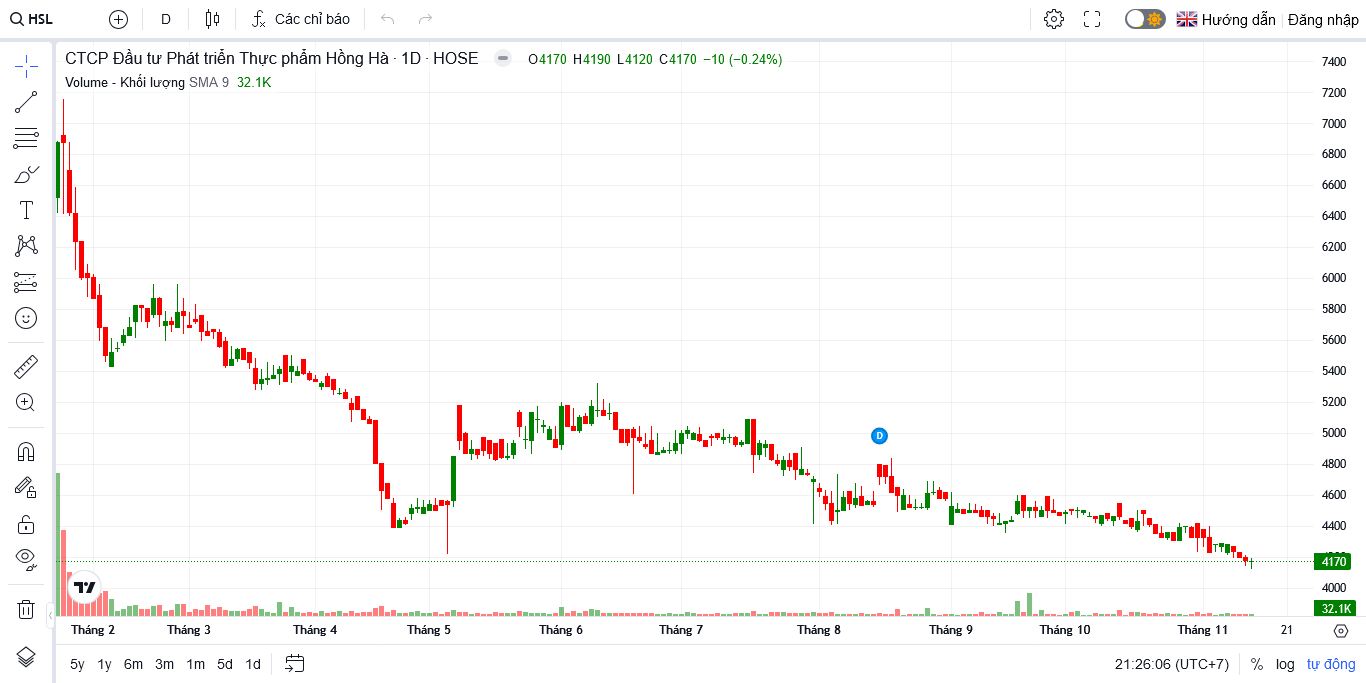 HSL D Các chỉ báo Hướng dẫn Đăng nhập
CTCP Đầu tư Phát triển Thực phẩm Hồng Hà · 1D · HOSE O4170 H4190 L4120 C4170 −10 (−0.24%)
Volume - Khối lượng SMA 9 32.1K
7400
7200
7000
6800
6600
6400
6200
6000
5800
5600
5400
5200
5000
D
4800
4600
4400
4170
4000
32.1K
Tháng 2 Tháng 3 Tháng 4 Tháng 5 Tháng 6 Tháng 7 Tháng 8 Tháng 9 Tháng 10 Tháng 11 21
5y 1y 6m 3m 1m 5d 1d 21:26:06 (UTC+7) % log tự động